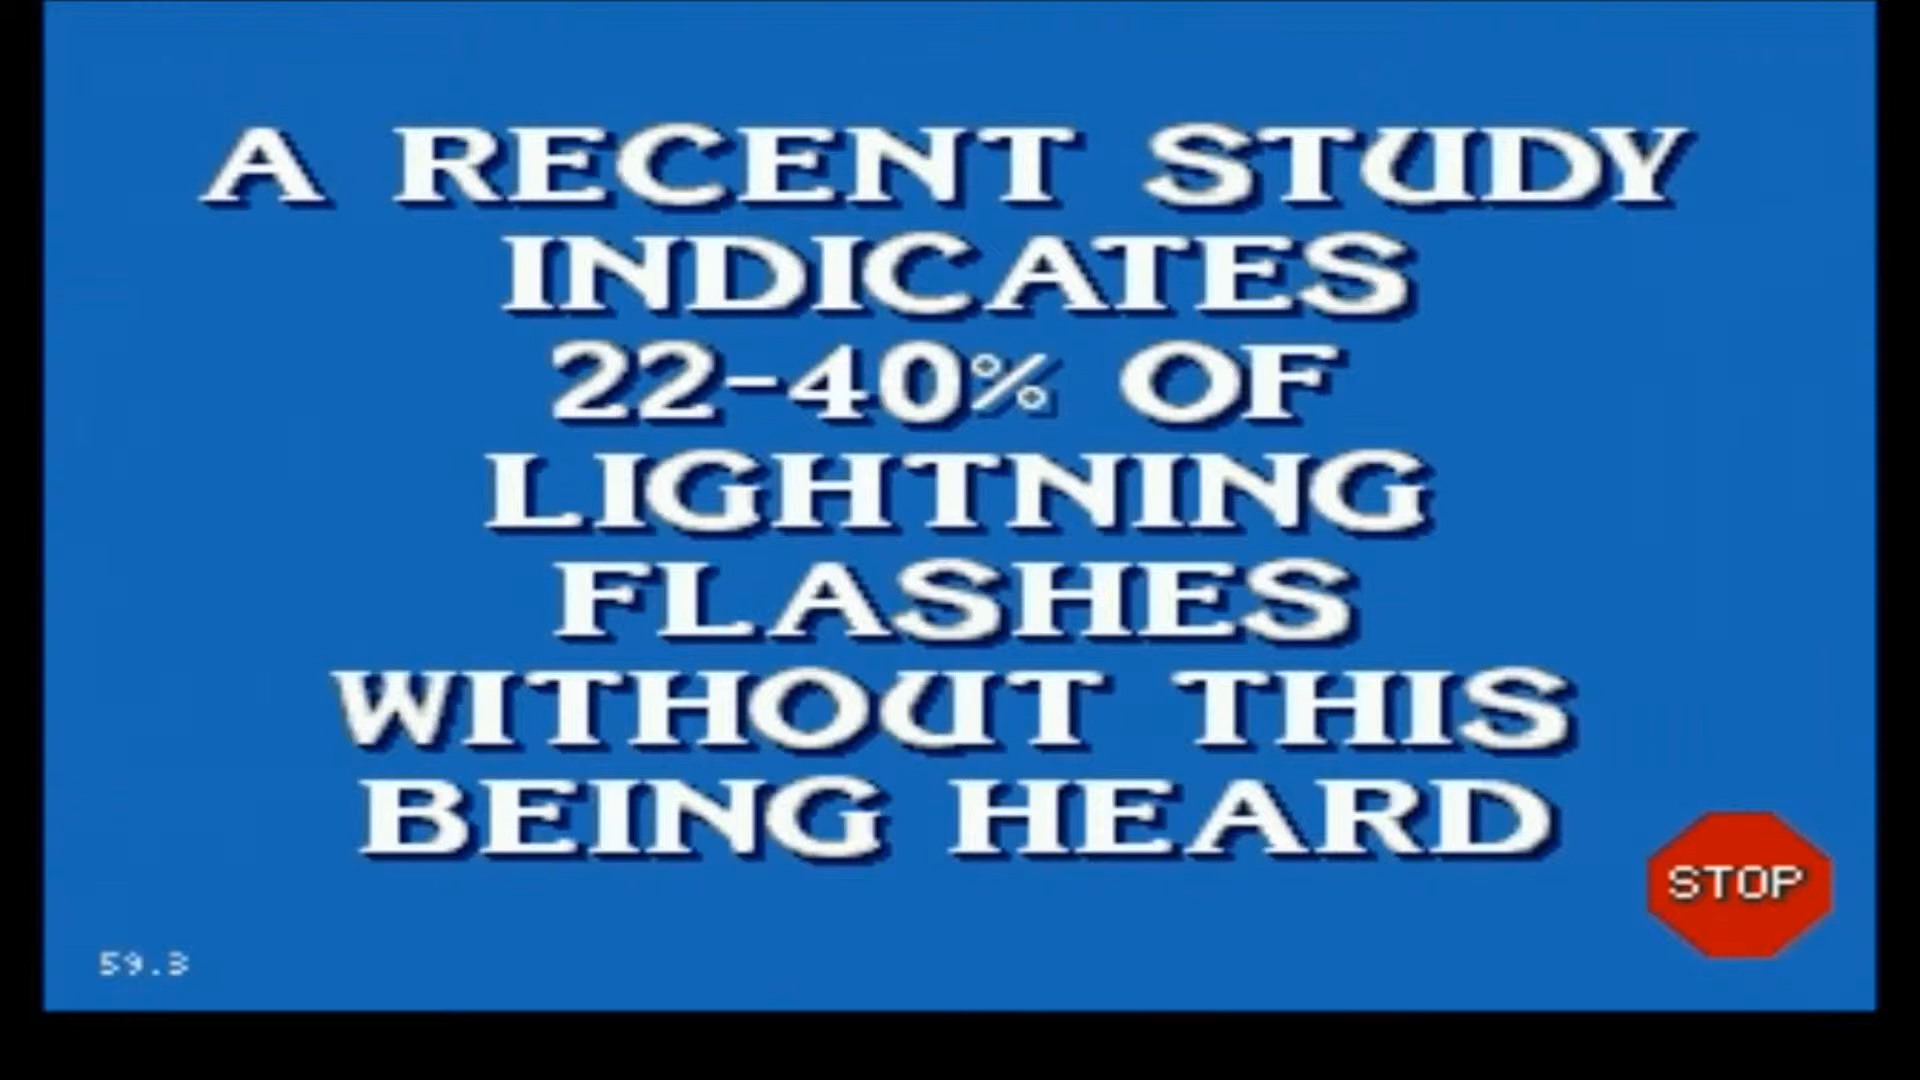 A RECENT STUDY
INDICATES
22-40% OF
LIGHTNING
FLASHES
WITHOUT THIS
BEING HEARD
STOP
59.3